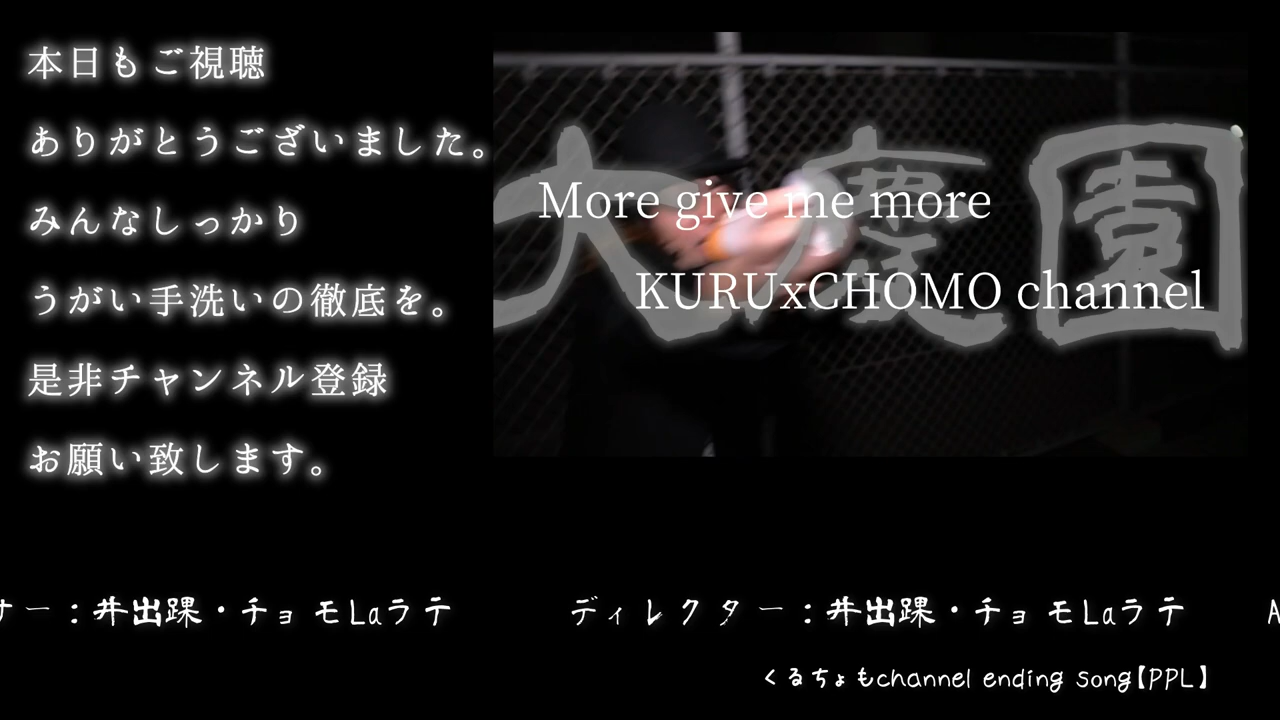 本日もご視聴
ありがとうございました。
みんなしっかり
うがい手洗いの徹底を。
是非チャンネル登録
お願い致します。
大慶園
More give me more
KURUxCHOMO channel
サー：井出踝・チョモLaラテ ディレクター：井出踝・チョモLaラテ A
くるちょもchannel ending song【PPL】